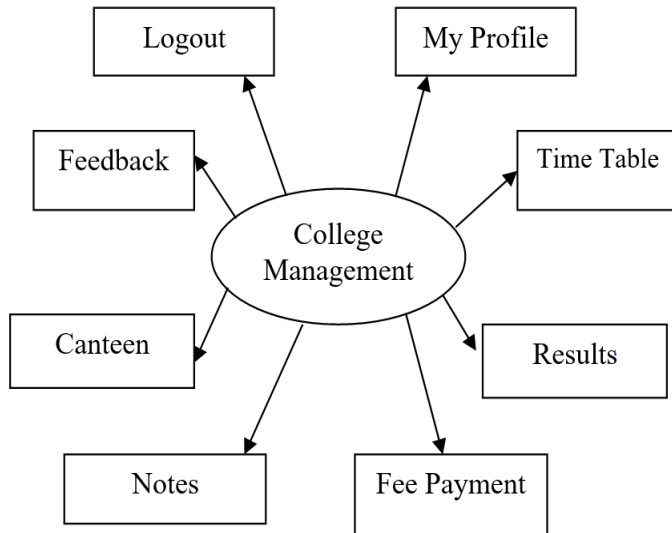 Logout
My Profile
Feedback
Time Table
College
Management
Canteen
Results
Notes
Fee Payment